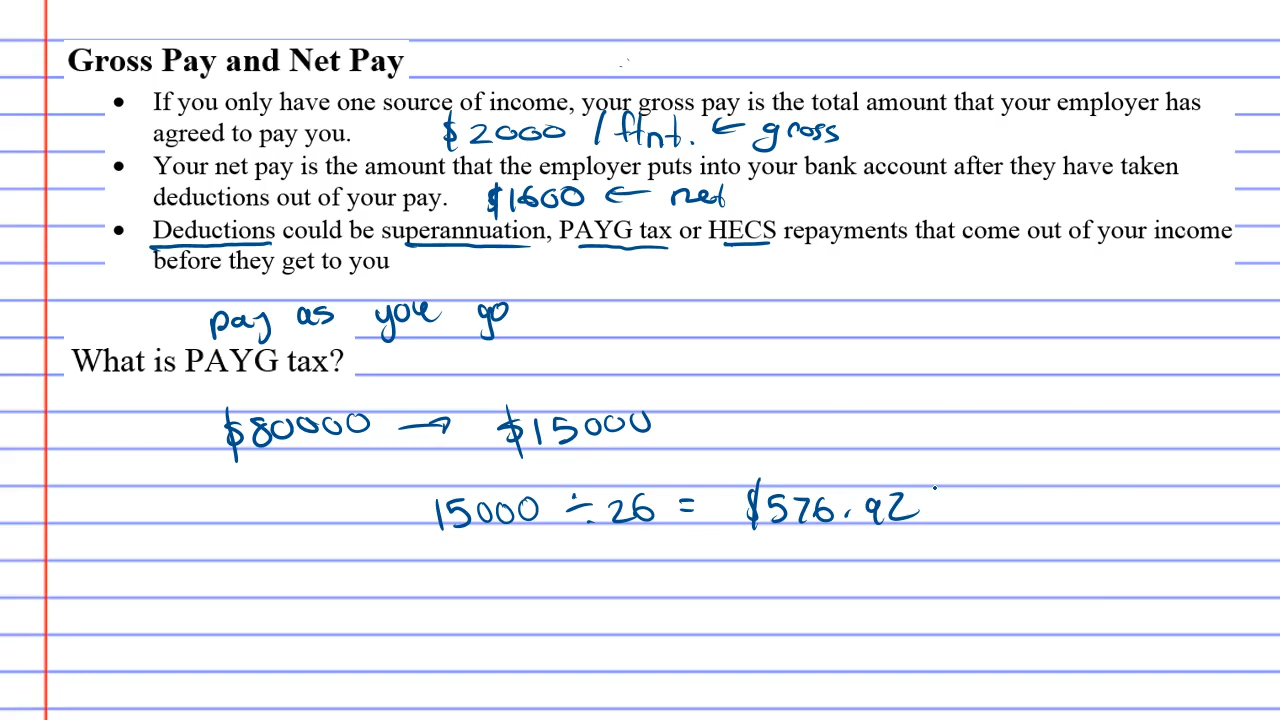 Gross Pay and Net Pay
• If you only have one source of income, your gross pay is the total amount that your employer has
agreed to pay you. $2000 / ftnt. ← gross
• Your net pay is the amount that the employer puts into your bank account after they have taken
deductions out of your pay. $1600 ← net
• Deductions could be superannuation, PAYG tax or HECS repayments that come out of your income
before they get to you
pay as you go
What is PAYG tax?
$80000 → $15000
15000 ÷ 26 = $576.92